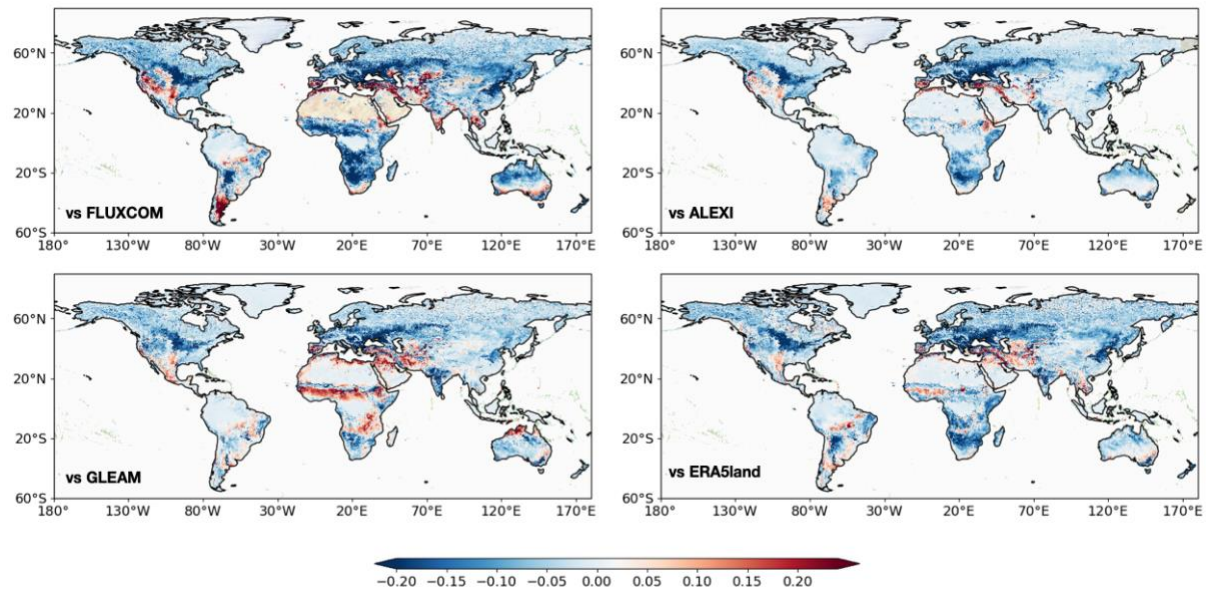 60°N
20°N
20°S
60°S
vs FLUXCOM
180° 130°W 80°W 30°W 20°E 70°E 120°E 170°E
60°N
20°N
20°S
60°S
vs ALEXI
180° 130°W 80°W 30°W 20°E 70°E 120°E 170°E
60°N
20°N
20°S
60°S
vs GLEAM
180° 130°W 80°W 30°W 20°E 70°E 120°E 170°E
60°N
20°N
20°S
60°S
vs ERA5land
180° 130°W 80°W 30°W 20°E 70°E 120°E 170°E
−0.20 −0.15 −0.10 −0.05 0.00 0.05 0.10 0.15 0.20